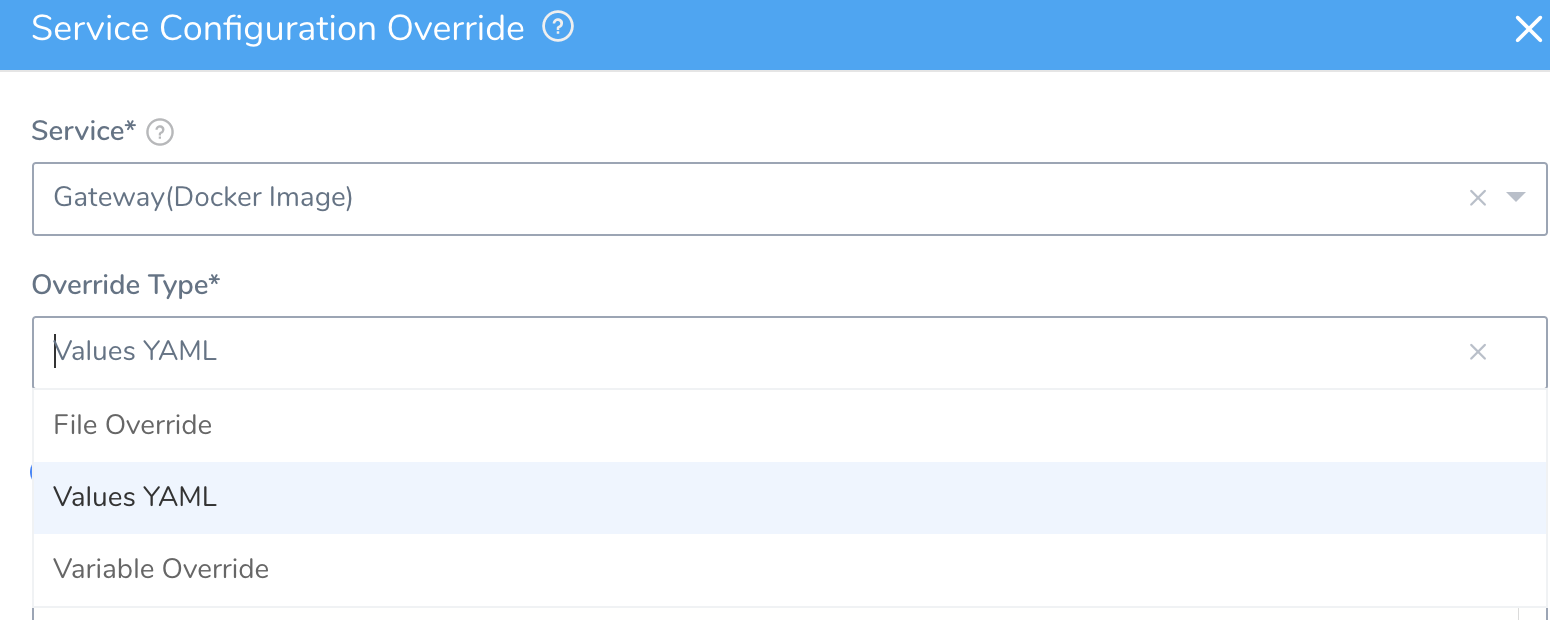 Service Configuration Override ?
Service* ?
Gateway(Docker Image)
Override Type*
Values YAML
File Override
Values YAML
Variable Override